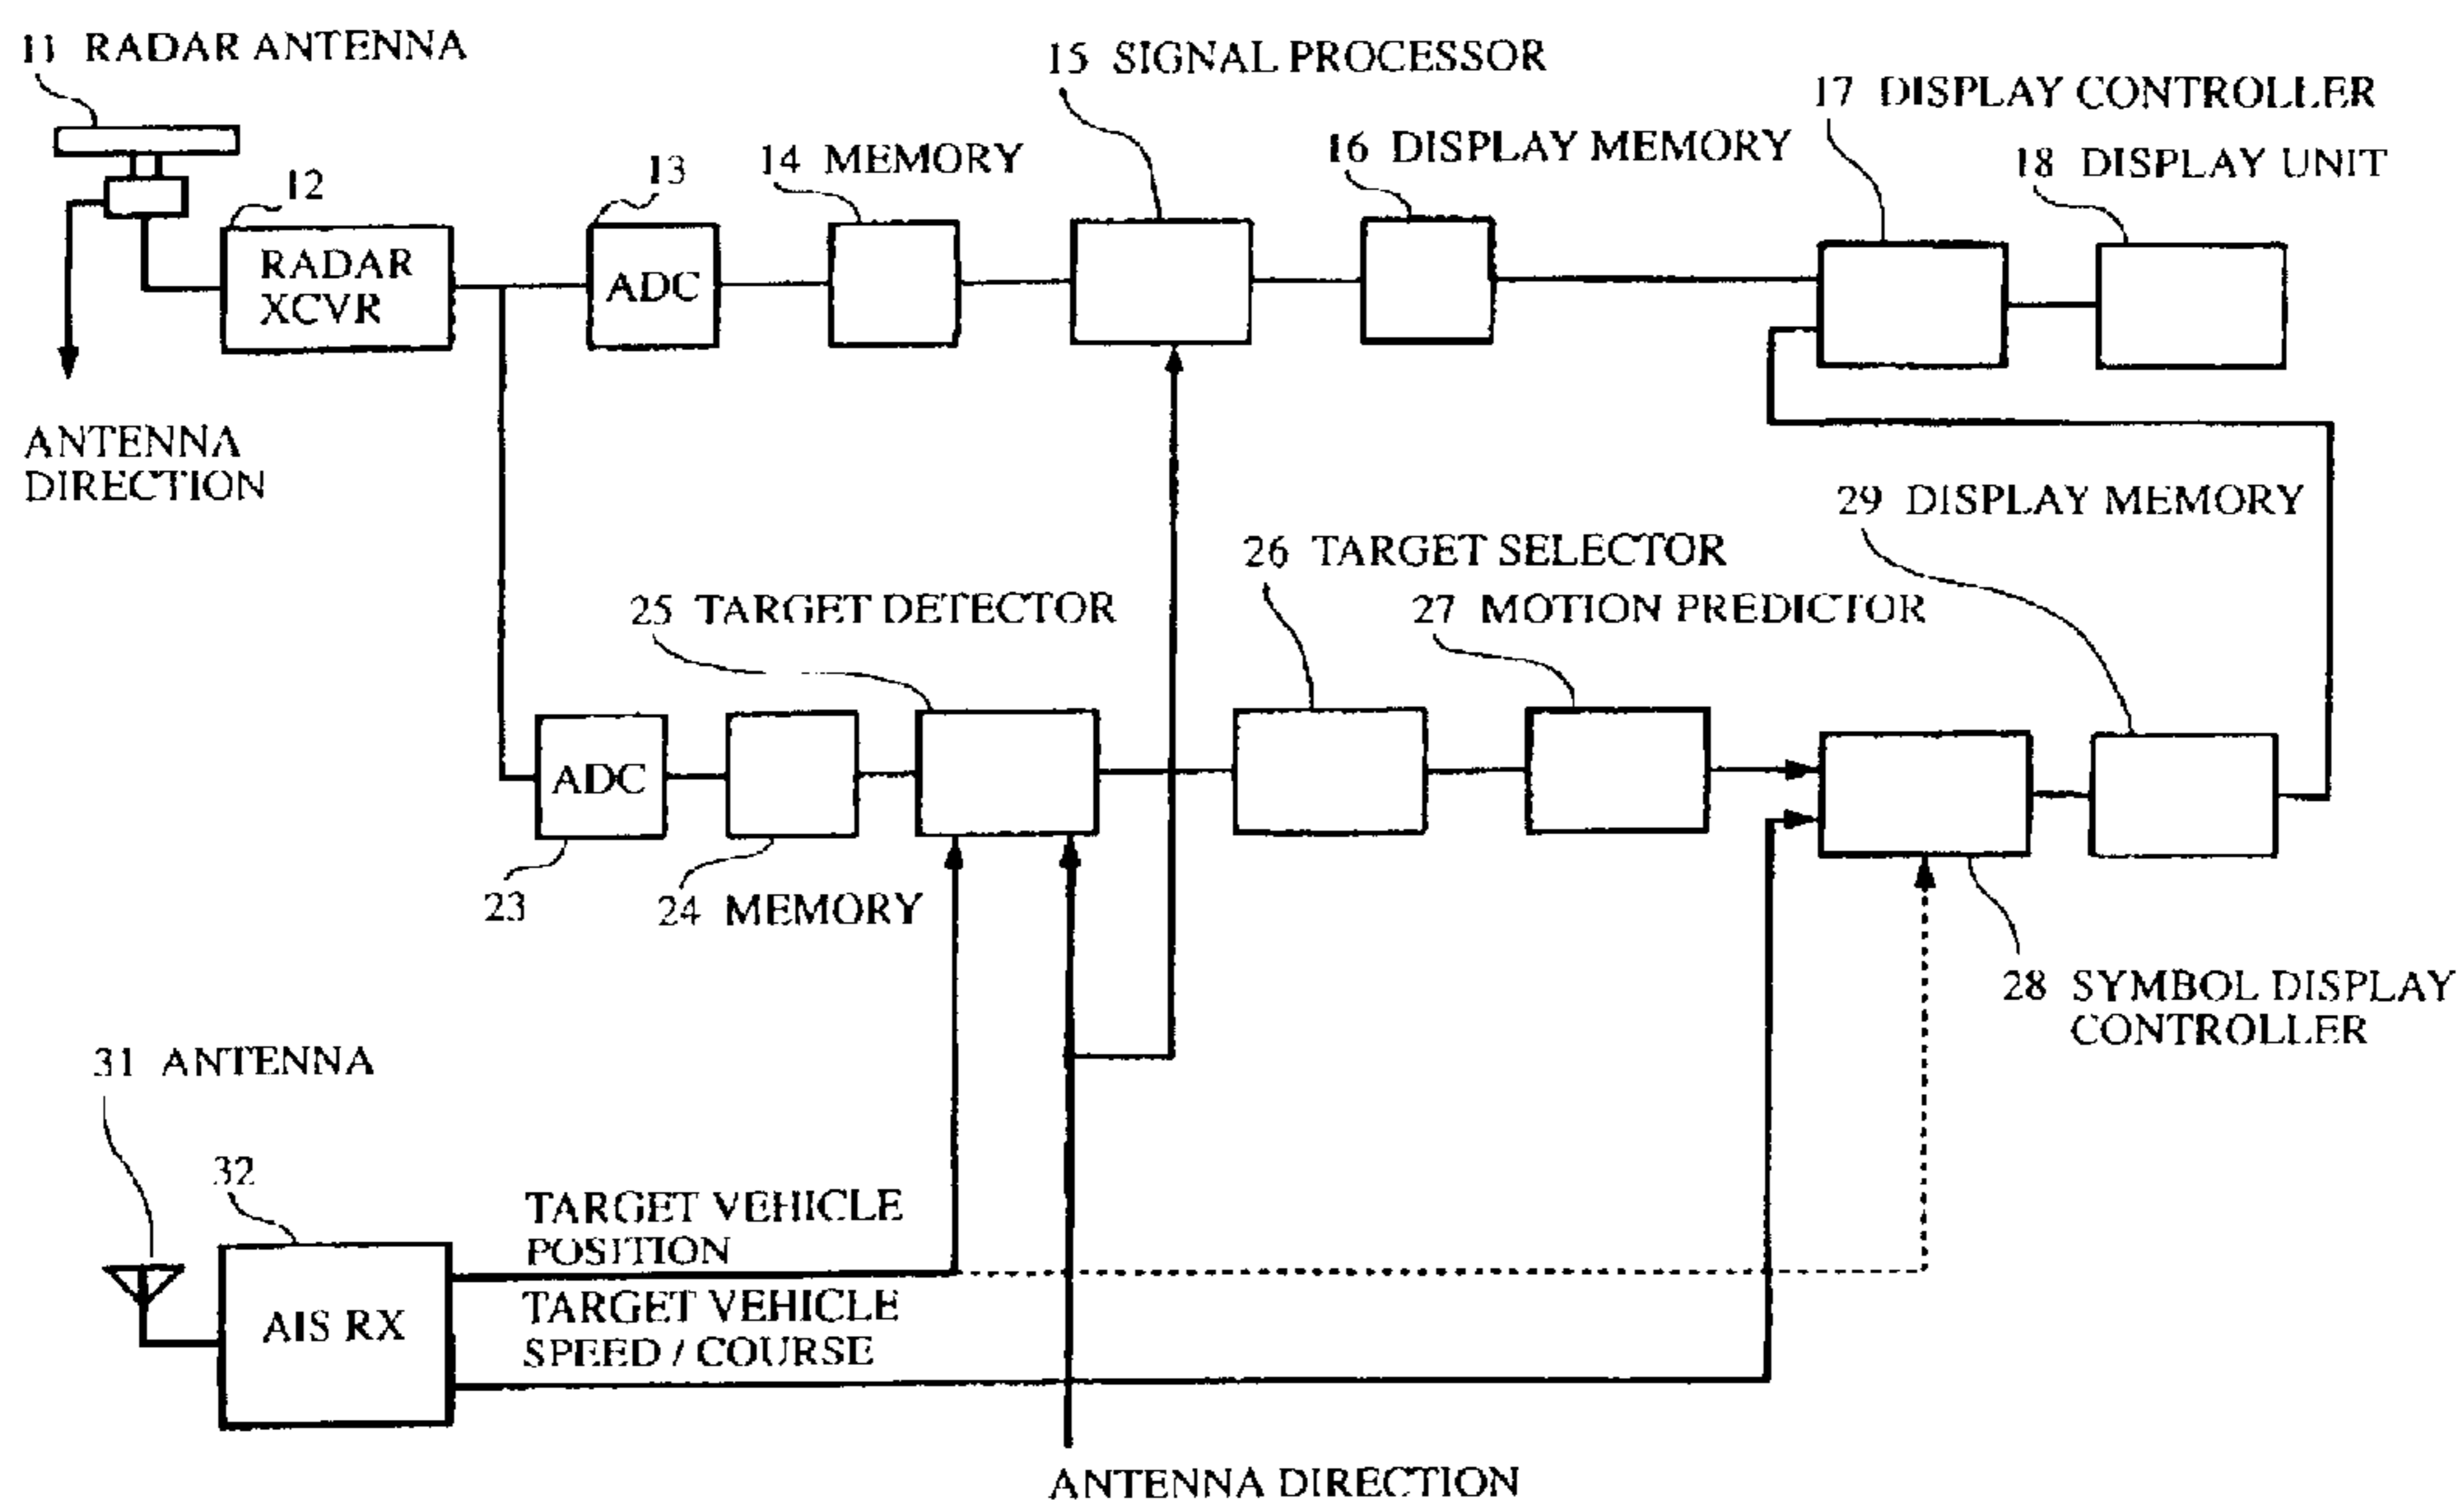 11 RADAR ANTENNA
15 SIGNAL PROCESSOR
17 DISPLAY CONTROLLER
12
13
14 MEMORY
16 DISPLAY MEMORY
18 DISPLAY UNIT
RADAR
XCVR
ADC
ANTENNA
DIRECTION
29 DISPLAY MEMORY
26 TARGET SELECTOR
25 TARGET DETECTOR
27 MOTION PREDICTOR
ADC
23
24 MEMORY
28 SYMBOL DISPLAY
CONTROLLER
31 ANTENNA
32
TARGET VEHICLE
POSITION
AIS RX
TARGET VEHICLE
SPEED / COURSE
ANTENNA DIRECTION